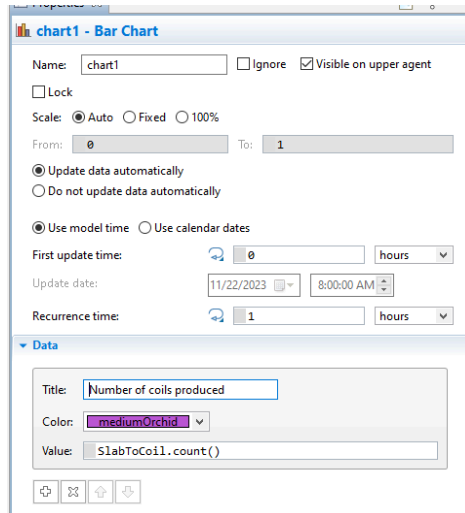 Properties
chart1 - Bar Chart
Name: chart1 Ignore Visible on upper agent
Lock
Scale: Auto Fixed 100%
From: 0 To: 1
Update data automatically
Do not update data automatically
Use model time Use calendar dates
First update time: 0 hours
Update date: 11/22/2023 8:00:00 AM
Recurrence time: 1 hours
Data
Title: Number of coils produced
Color: mediumOrchid
Value: SlabToCoil.count()